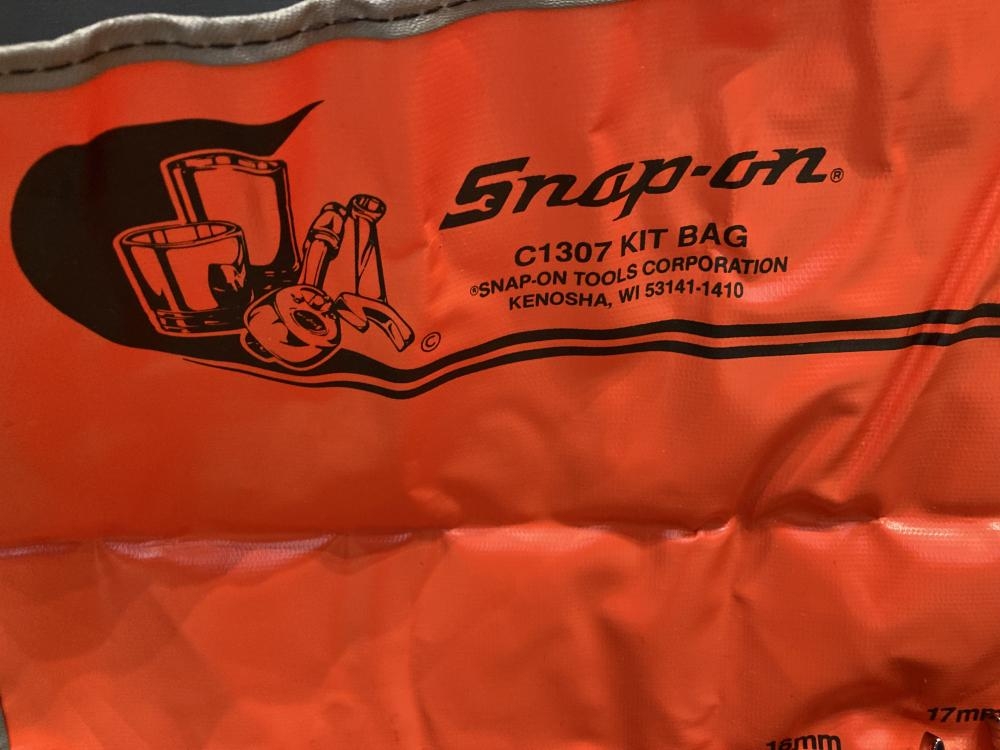 Snap-on®
C1307 KIT BAG
®SNAP-ON TOOLS CORPORATION
KENOSHA, WI 53141-1410
©
17mm
16mm